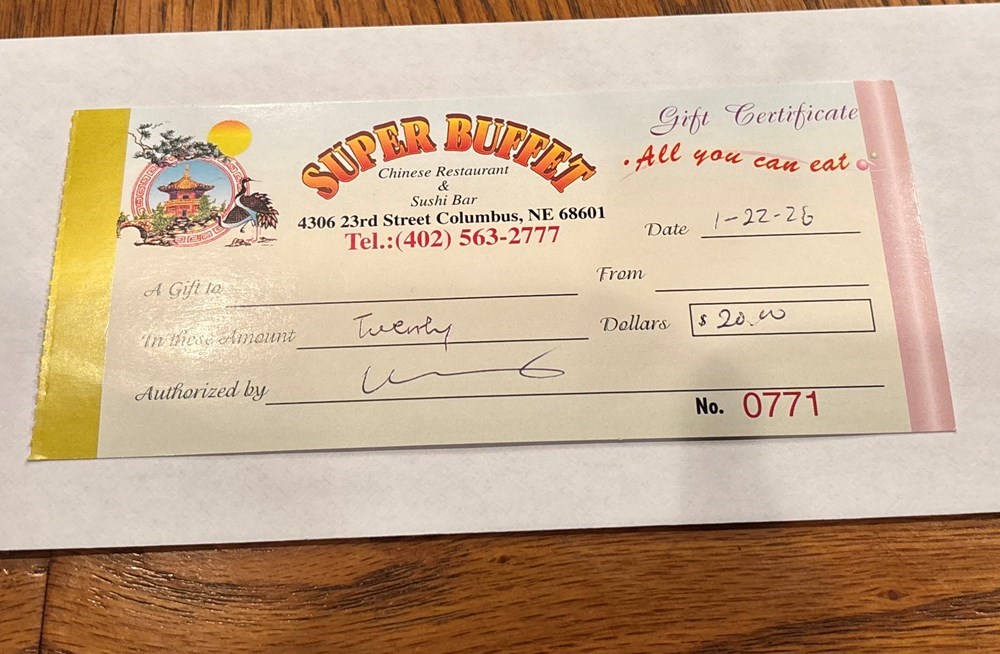 SUPER BUFFET
Chinese Restaurant
&
Sushi Bar
4306 23rd Street Columbus, NE 68601
Tel.:(402) 563-2777
Gift Certificate
• All you can eat
Date 1-22-26
A Gift to
From
In these Amount Twenty
Dollars $ 20.00
Authorized by
No. 0771